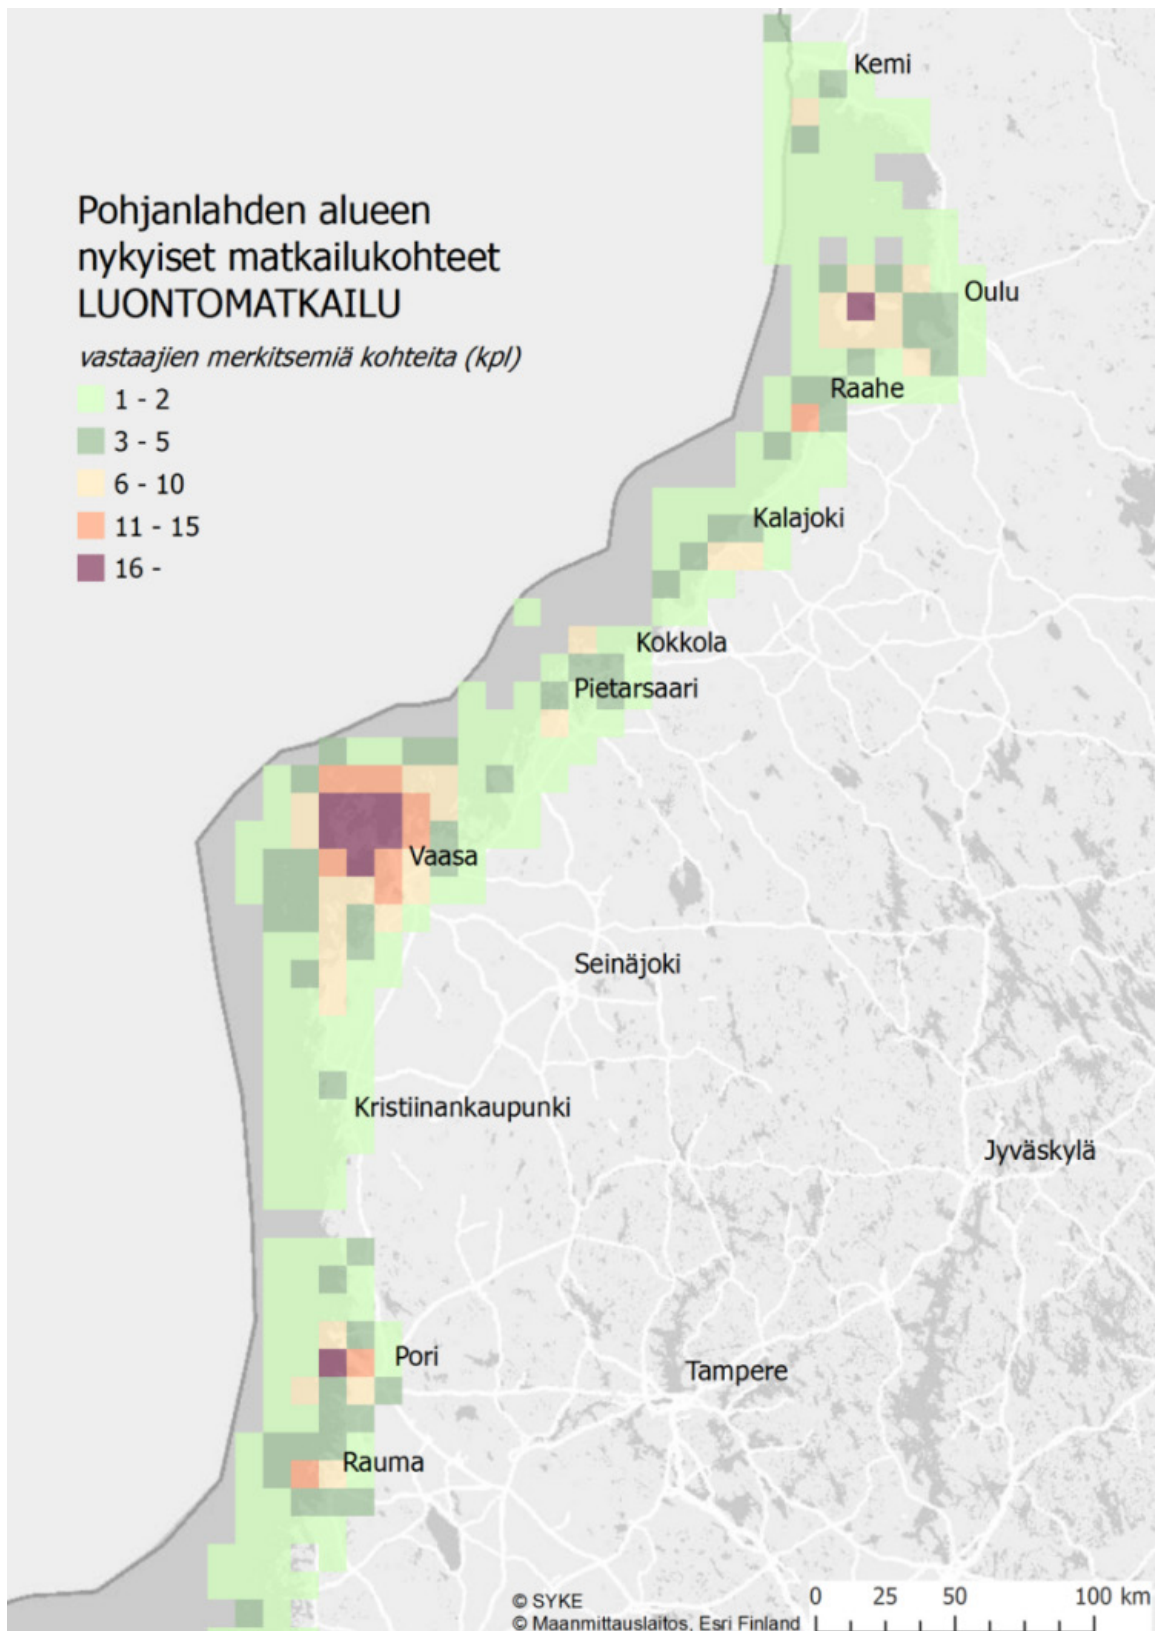 Kemi
Pohjanlahden alueen
nykyiset matkailukohteet
LUONTOMATKAILU
vastaajien merkitsemiä kohteita (kpl)
1 - 2
3 - 5
6 - 10
11 - 15
16 -
Oulu
Raahe
Kalajoki
Kokkola
Pietarsaari
Vaasa
Seinäjoki
Kristiinankaupunki
Jyväskylä
Pori
Tampere
Rauma
0 25 50 100 km
© SYKE
© Maanmittauslaitos, Esri Finland